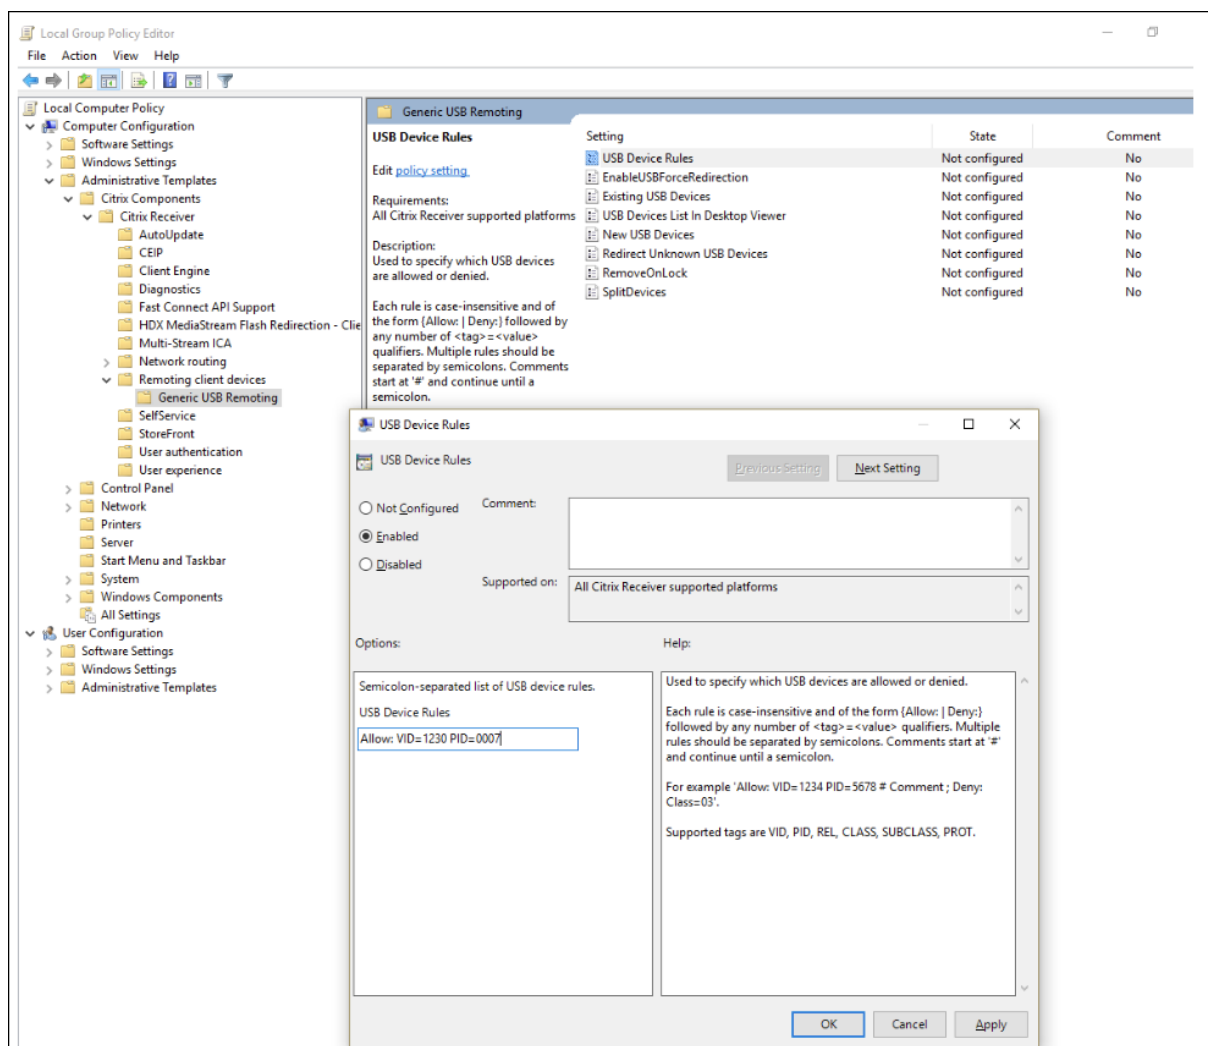 Local Group Policy Editor
File Action View Help
Local Computer Policy
Computer Configuration
Software Settings
Windows Settings
Administrative Templates
Citrix Components
Citrix Receiver
AutoUpdate
CEIP
Client Engine
Diagnostics
Fast Connect API Support
HDX MediaStream Flash Redirection - Clie
Multi-Stream ICA
Network routing
Remoting client devices
Generic USB Remoting
SelfService
StoreFront
User authentication
User experience
Control Panel
Network
Printers
Server
Start Menu and Taskbar
System
Windows Components
All Settings
User Configuration
Software Settings
Windows Settings
Administrative Templates
Generic USB Remoting
USB Device Rules
Edit policy setting
Requirements:
All Citrix Receiver supported platforms
Description:
Used to specify which USB devices
are allowed or denied.
Each rule is case-insensitive and of
the form {Allow: | Deny:} followed by
any number of <tag>=<value>
qualifiers. Multiple rules should be
separated by semicolons. Comments
start at '#' and continue until a
semicolon.
Setting State Comment
USB Device Rules Not configured No
EnableUSBForceRedirection Not configured No
Existing USB Devices Not configured No
USB Devices List In Desktop Viewer Not configured No
New USB Devices Not configured No
Redirect Unknown USB Devices Not configured No
RemoveOnLock Not configured No
SplitDevices Not configured No
USB Device Rules
USB Device Rules
Previous Setting Next Setting
Not Configured
Enabled
Disabled
Comment:
Supported on: All Citrix Receiver supported platforms
Options:
Semicolon-separated list of USB device rules.
USB Device Rules
Allow: VID=1230 PID=0007
Help:
Used to specify which USB devices are allowed or denied.
Each rule is case-insensitive and of the form {Allow: | Deny:}
followed by any number of <tag>=<value> qualifiers. Multiple
rules should be separated by semicolons. Comments start at '#'
and continue until a semicolon.
For example 'Allow: VID=1234 PID=5678 # Comment ; Deny:
Class=03'.
Supported tags are VID, PID, REL, CLASS, SUBCLASS, PROT.
OK Cancel Apply